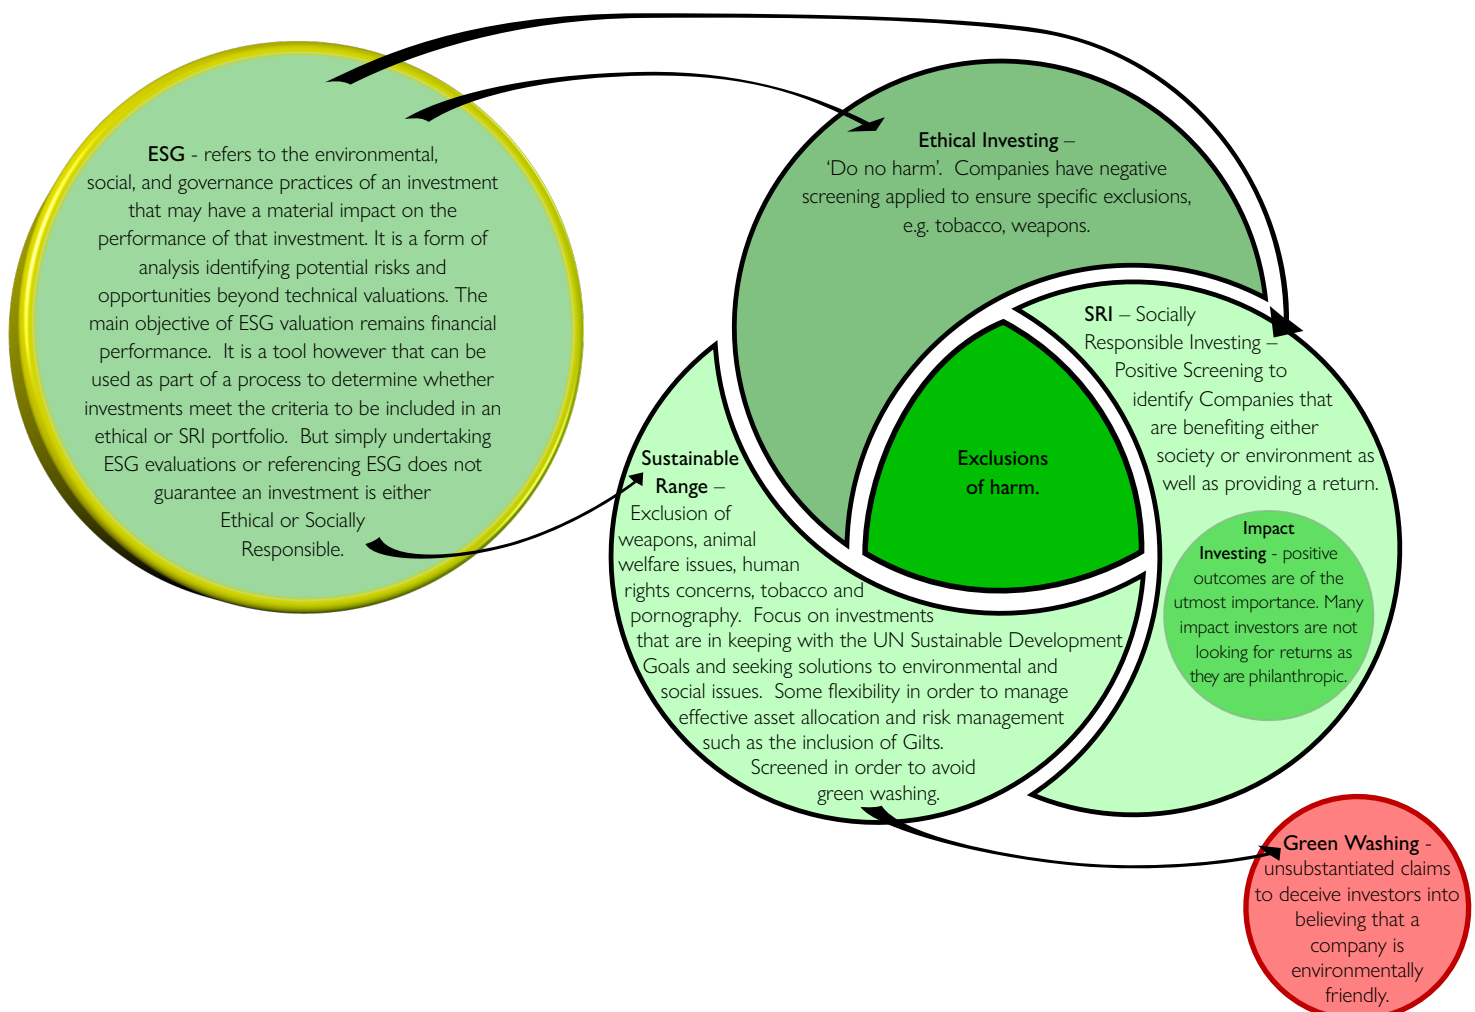 ESG - refers to the environmental,
social, and governance practices of an investment
that may have a material impact on the
performance of that investment. It is a form of
analysis identifying potential risks and
opportunities beyond technical valuations. The
main objective of ESG valuation remains financial
performance. It is a tool however that can be
used as part of a process to determine whether
investments meet the criteria to be included in an
ethical or SRI portfolio. But simply undertaking
ESG evaluations or referencing ESG does not
guarantee an investment is either
Ethical or Socially
Responsible.
Ethical Investing –
‘Do no harm’. Companies have negative
screening applied to ensure specific exclusions,
e.g. tobacco, weapons.
SRI – Socially
Responsible Investing –
Positive Screening to
identify Companies that
are benefiting either
society or environment as
well as providing a return.
Impact
Investing - positive
outcomes are of the
utmost importance. Many
impact investors are not
looking for returns as
they are philanthropic.
Exclusions
of harm.
Sustainable
Range –
Exclusion of
weapons, animal
welfare issues, human
rights concerns, tobacco and
pornography. Focus on investments
that are in keeping with the UN Sustainable Development
Goals and seeking solutions to environmental and
social issues. Some flexibility in order to manage
effective asset allocation and risk management
such as the inclusion of Gilts.
Screened in order to avoid
green washing.
Green Washing -
unsubstantiated claims
to deceive investors into
believing that a
company is
environmentally
friendly.